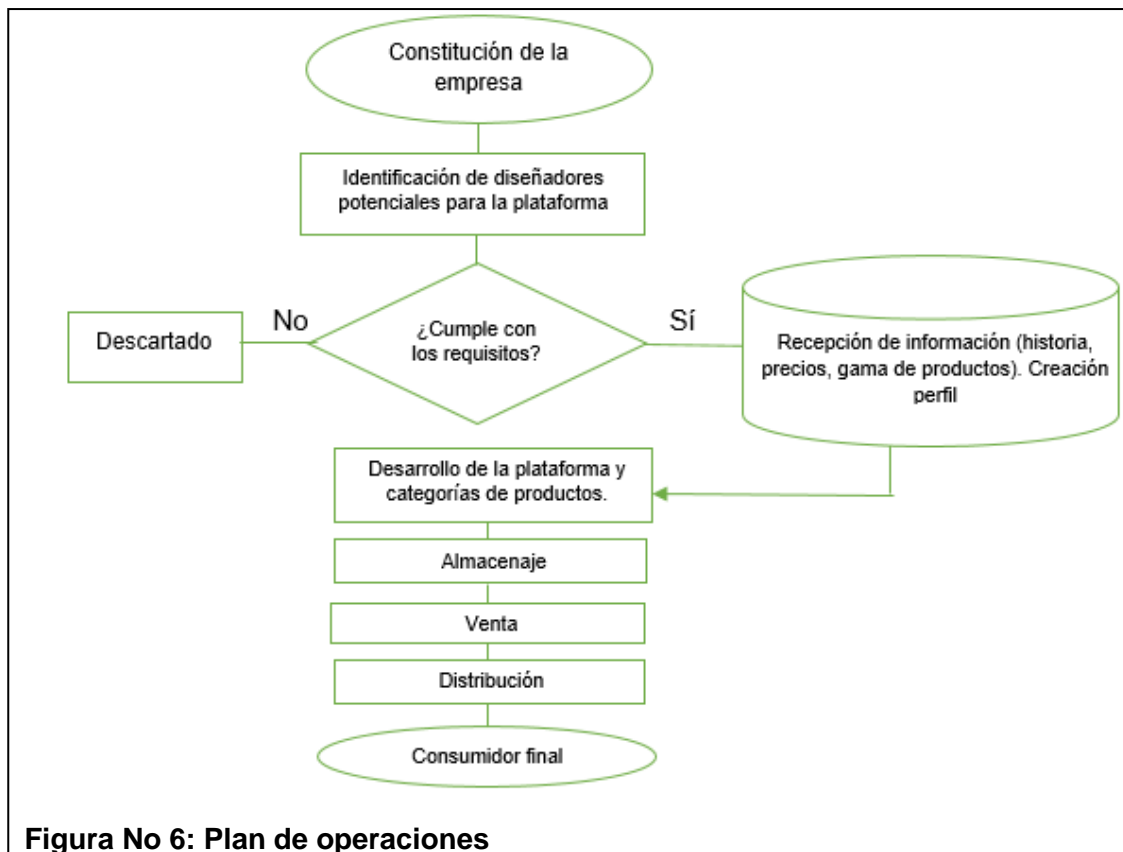 Constitución de la
empresa
Identificación de diseñadores
potenciales para la plataforma
¿Cumple con
los requisitos?
No
Sí
Descartado
Recepción de información (historia,
precios, gama de productos). Creación
perfil
Desarrollo de la plataforma y
categorías de productos.
Almacenaje
Venta
Distribución
Consumidor final
Figura No 6: Plan de operaciones